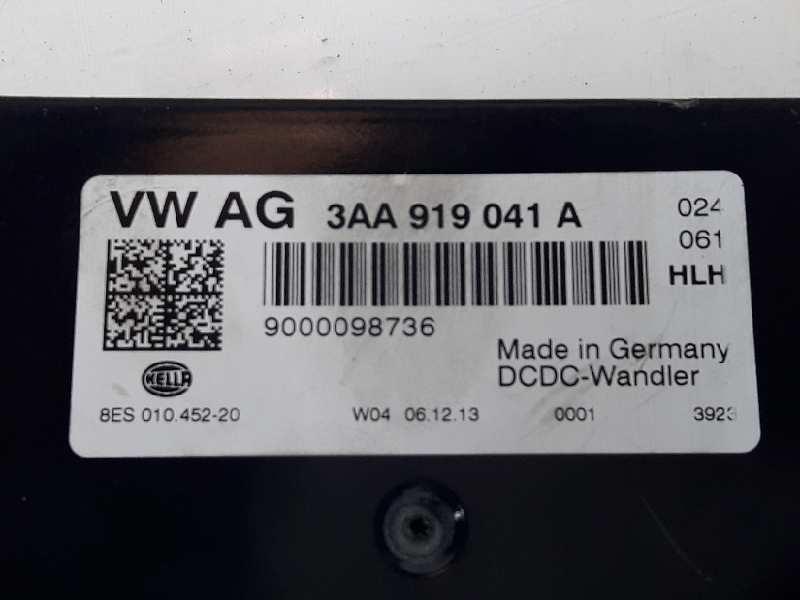 VW AG 3AA 919 041 A 024
061
HLH
9000098736
Made in Germany
DCDC-Wandler
HELLA
8ES 010.452-20 W04 06.12.13 0001 3923